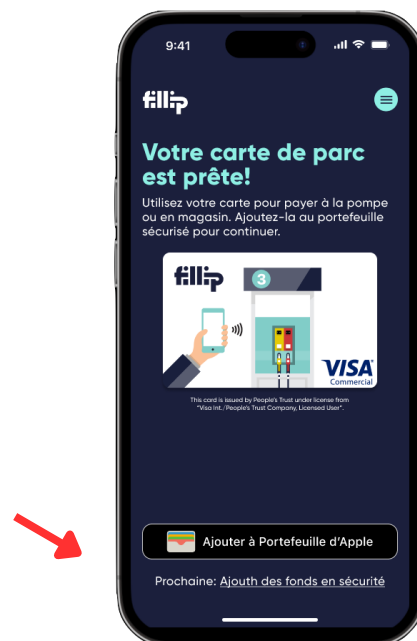 9:41
fillip
Votre carte de parc
est prête!
Utilisez votre carte pour payer à la pompe
ou en magasin. Ajoutez-la au portefeuille
sécurisé pour continuer.
fillip
3
VISA
Commercial
This card is issued by People's Trust under license from
"Visa Int./People's Trust Company, Licensed User".
Ajouter à Portefeuille d'Apple
Prochaine: Ajouth des fonds en sécurité